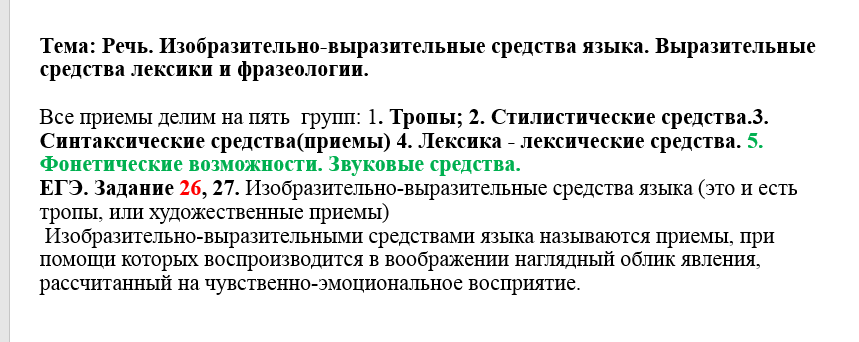 Тема: Речь. Изобразительно-выразительные средства языка. Выразительные
средства лексики и фразеологии.
Все приемы делим на пять  групп: 1. Тропы; 2. Стилистические средства.3.
Синтаксические средства(приемы) 4. Лексика - лексические средства. 5.
Фонетические возможности. Звуковые средства.
ЕГЭ. Задание 26, 27. Изобразительно-выразительные средства языка (это и есть
тропы, или художественные приемы)
Изобразительно-выразительными средствами языка называются приемы, при
помощи которых воспроизводится в воображении наглядный облик явления,
рассчитанный на чувственно-эмоциональное восприятие.